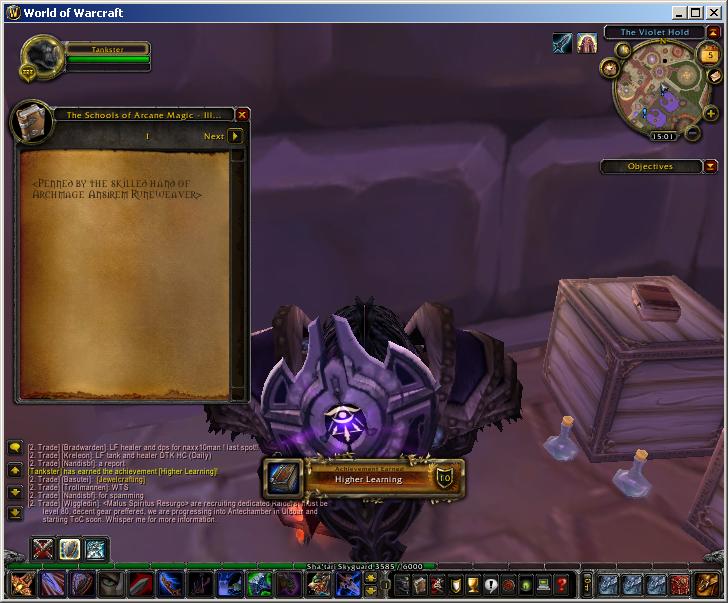 World of Warcraft
Tankster
The Violet Hold
5
N
15:01
Objectives
The Schools of Arcane Magic - Ill...
1
Next
<Penned by the skilled hand of
Archmage Ansirem Runeweaver>
[2. Trade] [Bradwarden]: LF healer and dps for naxx10man ! last spot!
[2. Trade] [Kreleon]: LF tank and healer DTK HC (Daily)
[2. Trade] [Nandisbf]: a report
[Tankster] has earned the achievement [Higher Learning]!
[2. Trade] [Basutei]: [Jewelcrafting]
[2. Trade] [Trollmannen]: WTS
[2. Trade] [Nandisbf]: for spamming
[2. Trade] [Wiggledin]: <Malus Spiritus Resurgo> are recruiting dedicated Raiders! must be
level 80, decent gear preffered, we are progressing into Antechamber in Ulduar and
starting ToC soon. Whisper me for more information.
Achievement Earned
Higher Learning
10
Sha'tari Skyguard 3585 / 6000